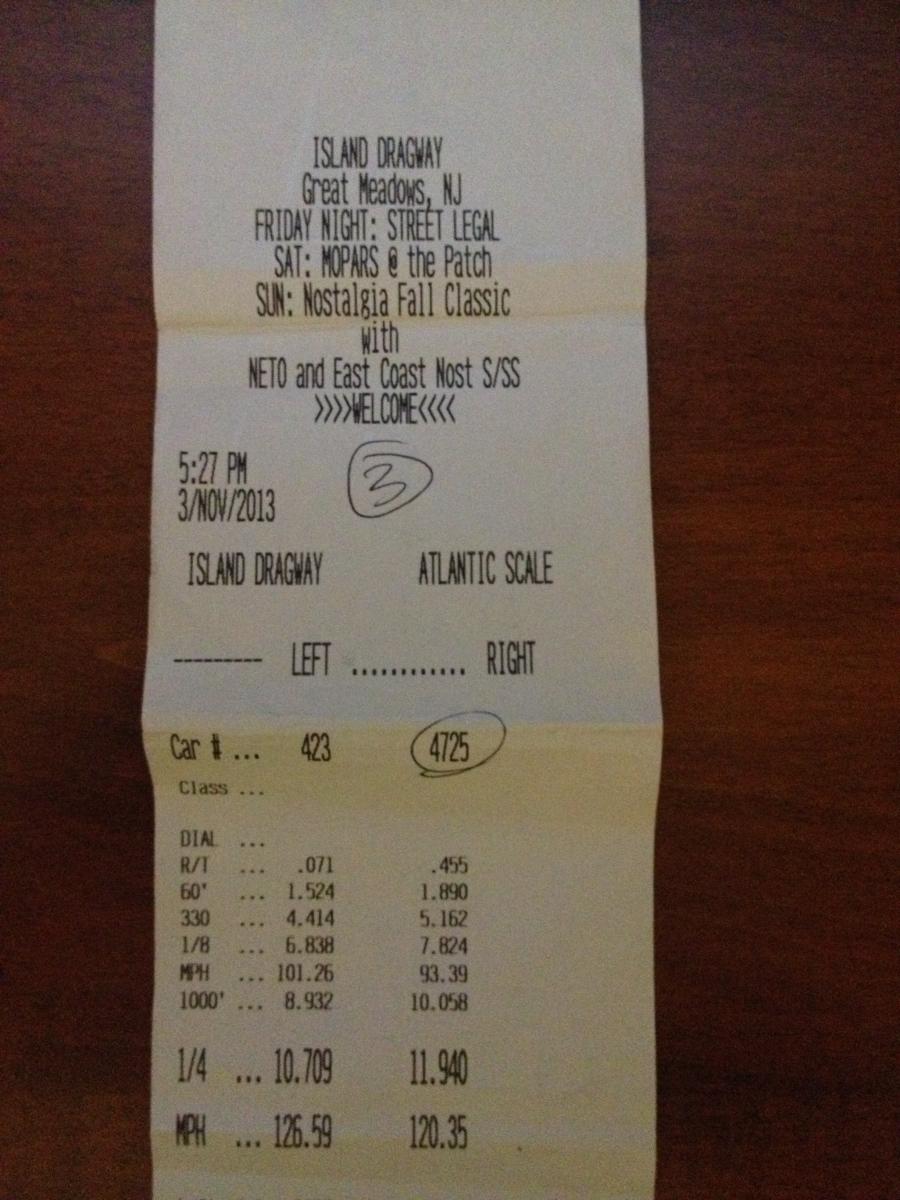 ISLAND DRAGWAY
Great Meadows, NJ
FRIDAY NIGHT: STREET LEGAL
SAT: MOPARS @ the Patch
SUN: Nostalgia Fall Classic
with
NETO and East Coast Nost S/SS
>>>>WELCOME<<<<
5:27 PM
3/NOV/2013
3
ISLAND DRAGWAY ATLANTIC SCALE
--------- LEFT ............ RIGHT
Car # ... 423 4725
Class ...
DIAL ...
R/T ... .071 .455
60' ... 1.524 1.890
330 ... 4.414 5.162
1/8 ... 6.838 7.824
MPH ... 101.26 93.39
1000' ... 8.932 10.058
1/4 ... 10.709 11.940
MPH ... 126.59 120.35